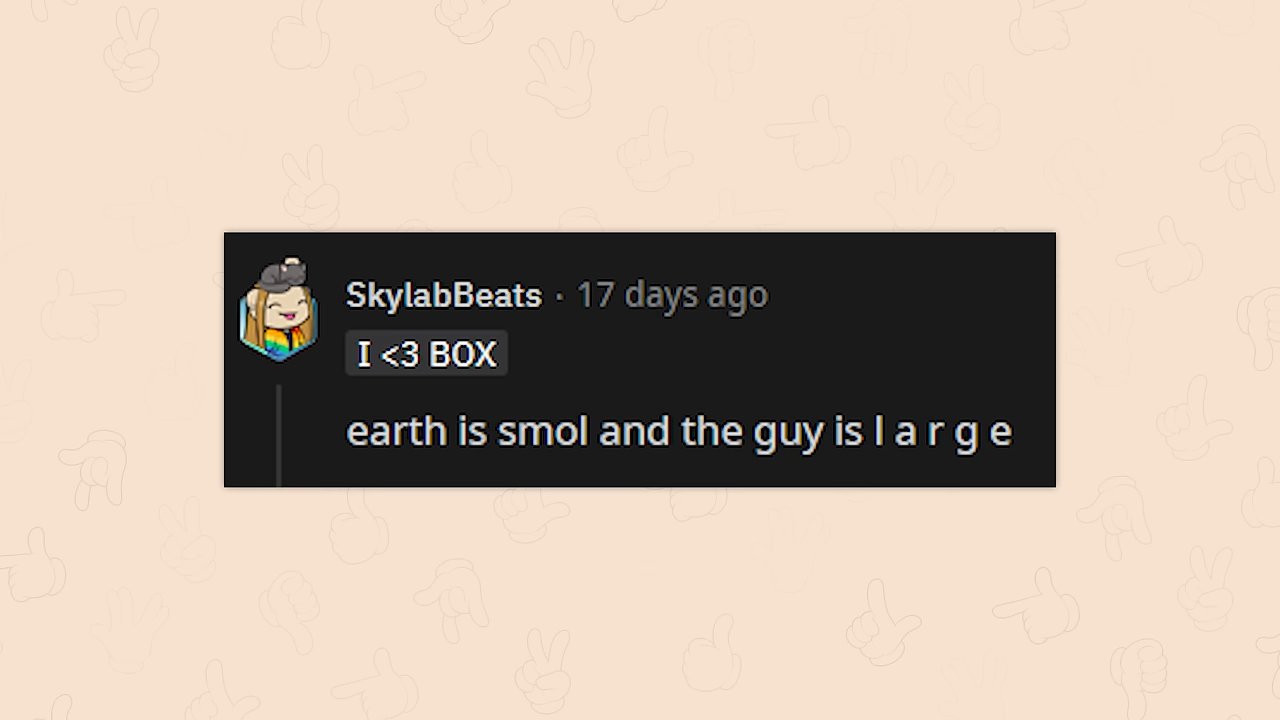 SkylabBeats · 17 days ago
I <3 BOX
earth is smol and the guy is l a r g e